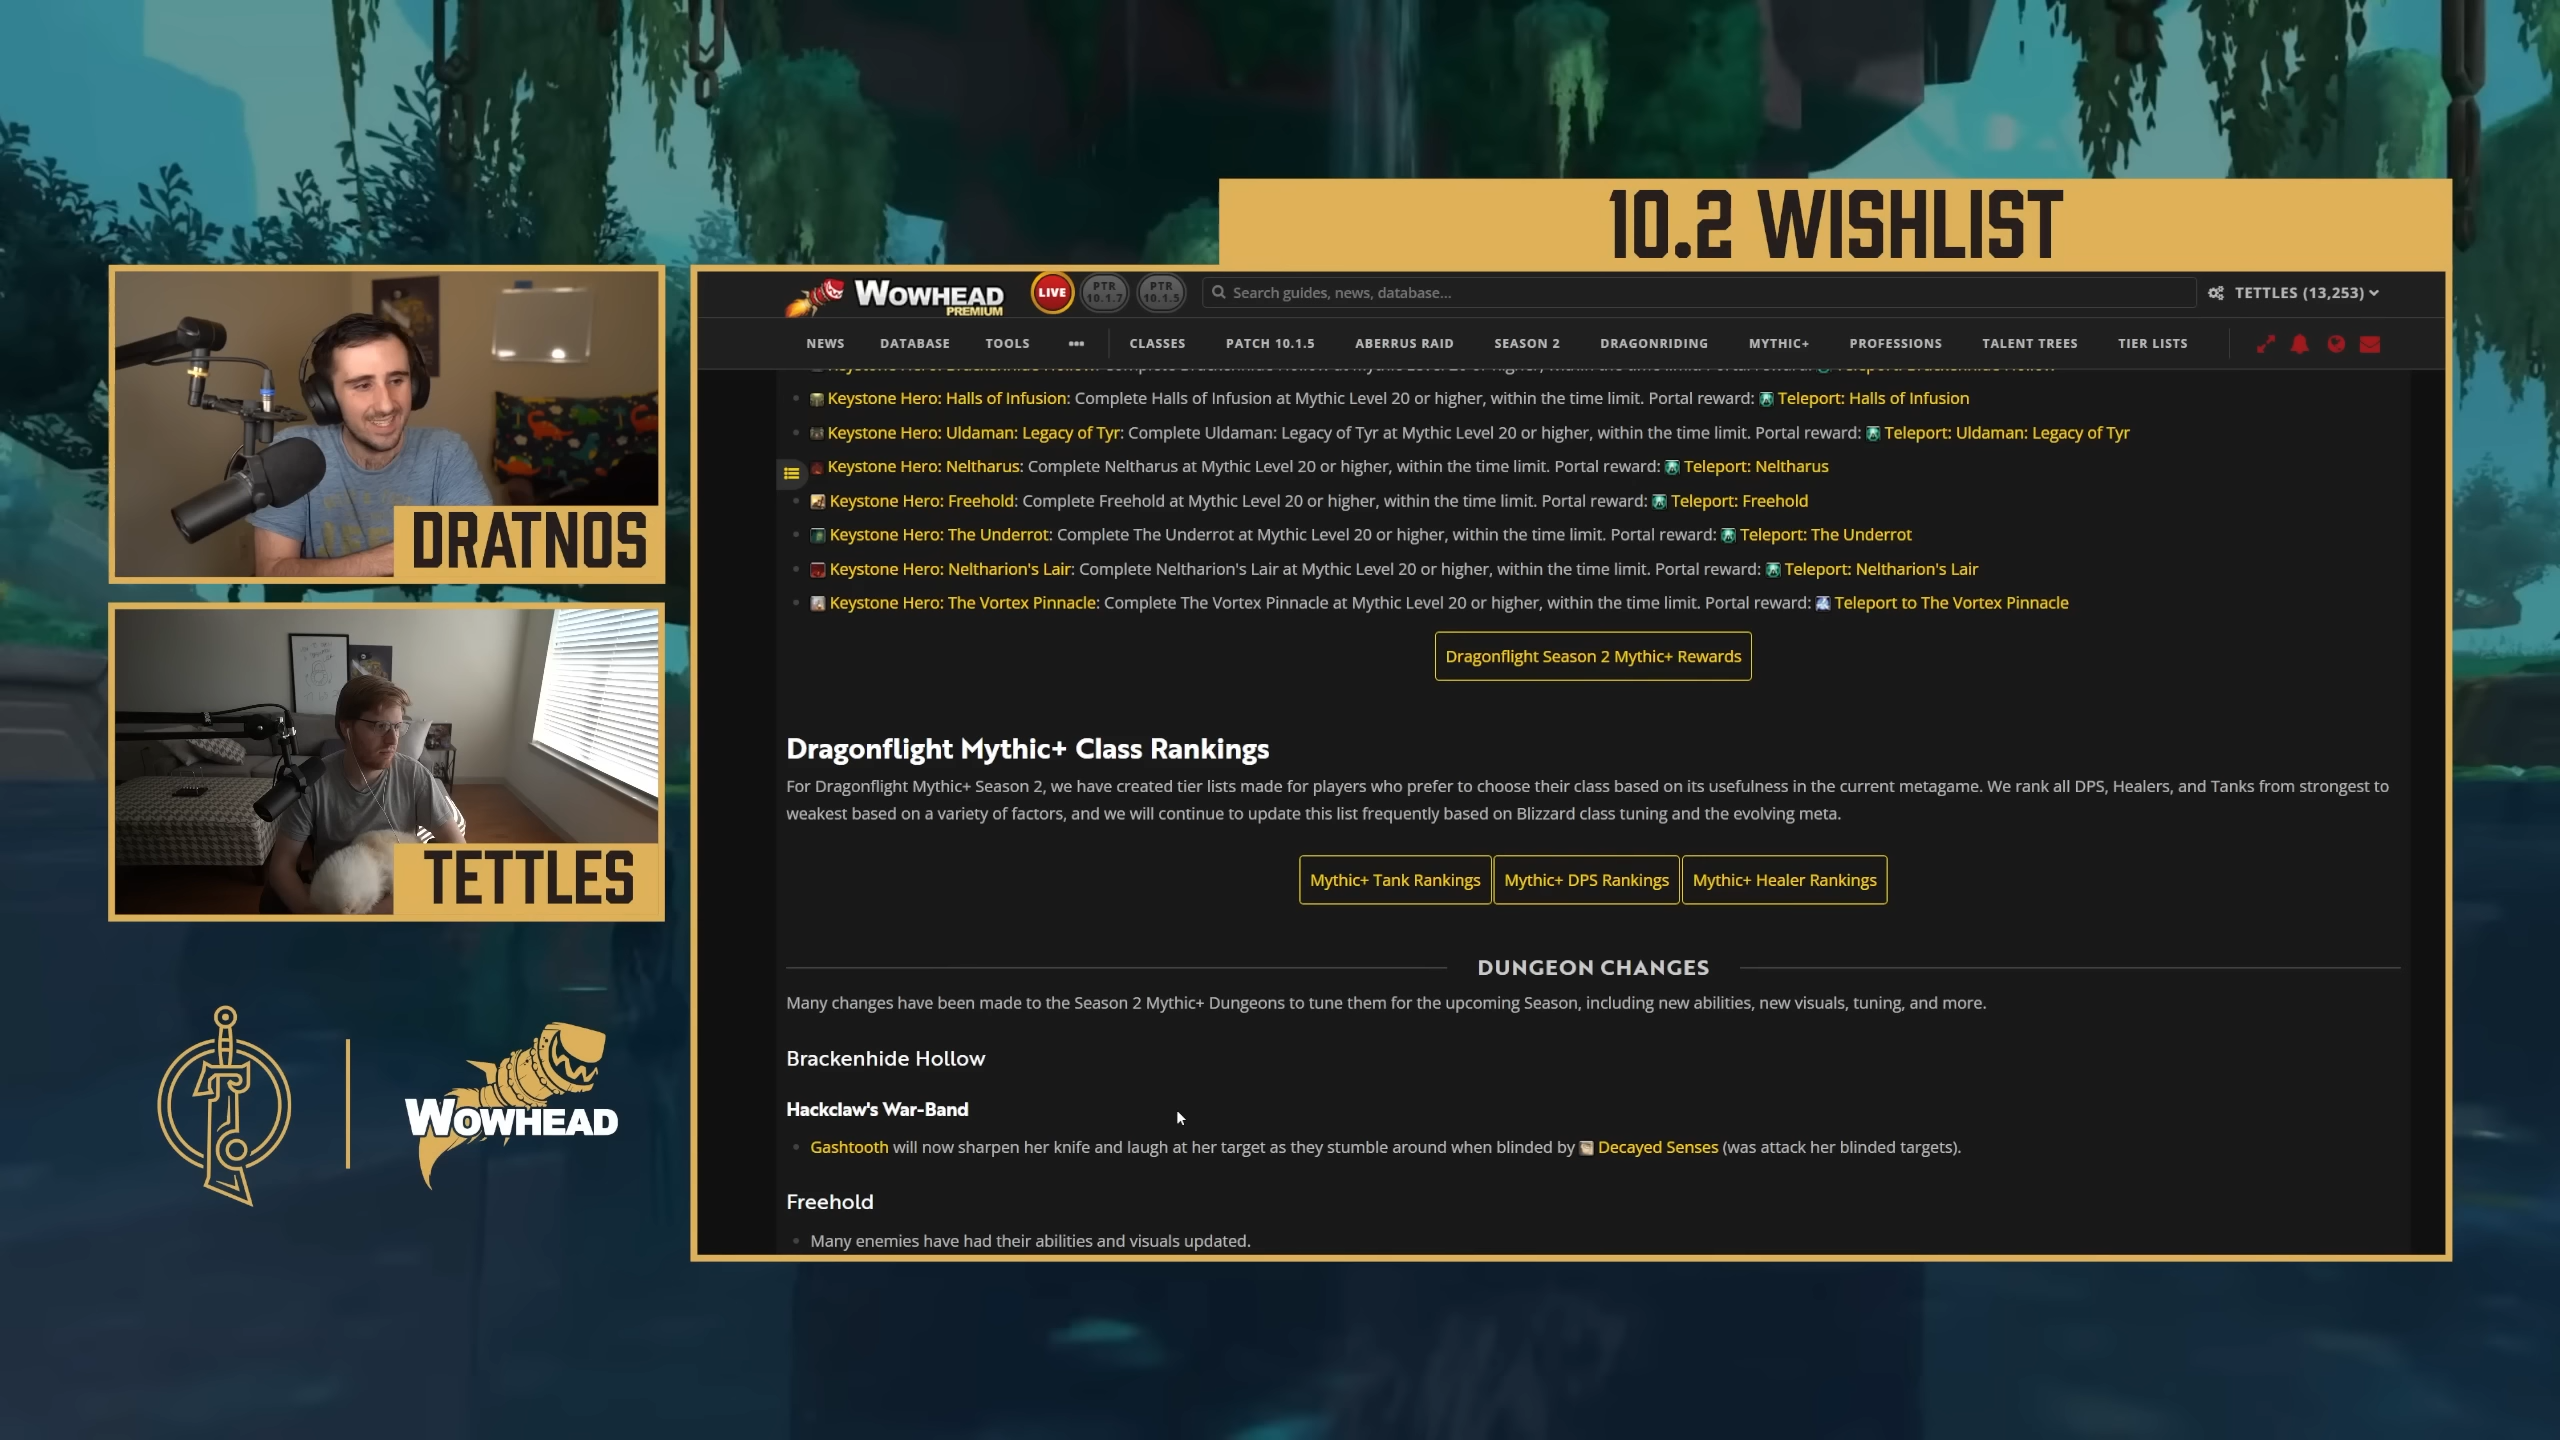 10.2 WISHLIST
DRATNOS
TETTLES
WOWHEAD
WOWHEAD
PREMIUM
LIVE
PTR
10.1.7
PTR
10.1.5
Search guides, news, database...
TETTLES (13,253)
NEWS DATABASE TOOLS ••• CLASSES PATCH 10.1.5 ABERRUS RAID SEASON 2 DRAGONRIDING MYTHIC+ PROFESSIONS TALENT TREES TIER LISTS
Keystone Hero: Halls of Infusion: Complete Halls of Infusion at Mythic Level 20 or higher, within the time limit. Portal reward: Teleport: Halls of Infusion
Keystone Hero: Uldaman: Legacy of Tyr: Complete Uldaman: Legacy of Tyr at Mythic Level 20 or higher, within the time limit. Portal reward: Teleport: Uldaman: Legacy of Tyr
Keystone Hero: Neltharus: Complete Neltharus at Mythic Level 20 or higher, within the time limit. Portal reward: Teleport: Neltharus
Keystone Hero: Freehold: Complete Freehold at Mythic Level 20 or higher, within the time limit. Portal reward: Teleport: Freehold
Keystone Hero: The Underrot: Complete The Underrot at Mythic Level 20 or higher, within the time limit. Portal reward: Teleport: The Underrot
Keystone Hero: Neltharion's Lair: Complete Neltharion's Lair at Mythic Level 20 or higher, within the time limit. Portal reward: Teleport: Neltharion's Lair
Keystone Hero: The Vortex Pinnacle: Complete The Vortex Pinnacle at Mythic Level 20 or higher, within the time limit. Portal reward: Teleport to The Vortex Pinnacle
Dragonflight Season 2 Mythic+ Rewards
Dragonflight Mythic+ Class Rankings
For Dragonflight Mythic+ Season 2, we have created tier lists made for players who prefer to choose their class based on its usefulness in the current metagame. We rank all DPS, Healers, and Tanks from strongest to
weakest based on a variety of factors, and we will continue to update this list frequently based on Blizzard class tuning and the evolving meta.
Mythic+ Tank Rankings Mythic+ DPS Rankings Mythic+ Healer Rankings
DUNGEON CHANGES
Many changes have been made to the Season 2 Mythic+ Dungeons to tune them for the upcoming Season, including new abilities, new visuals, tuning, and more.
Brackenhide Hollow
Hackclaw's War-Band
Gashtooth will now sharpen her knife and laugh at her target as they stumble around when blinded by Decayed Senses (was attack her blinded targets).
Freehold
Many enemies have had their abilities and visuals updated.